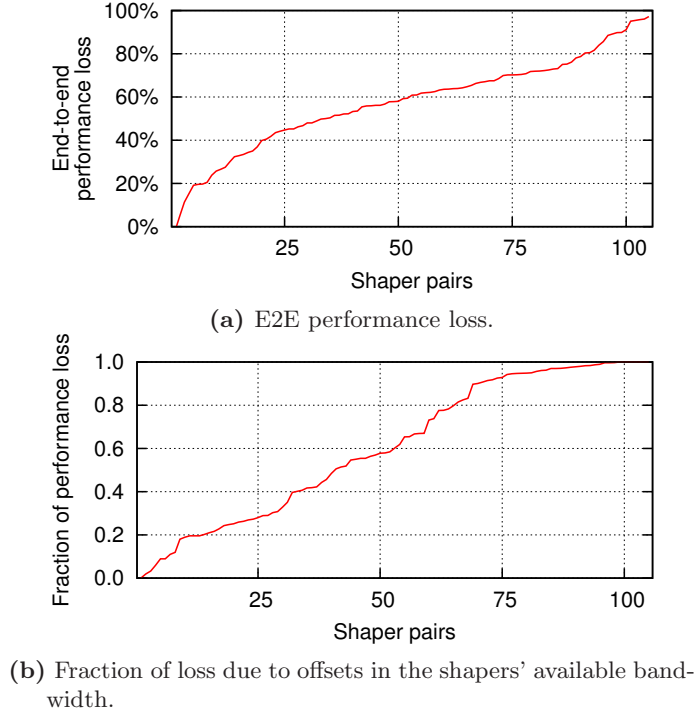 100%
80%
60%
40%
20%
0%
End-to-end
performance loss
25 50 75 100
Shaper pairs
(a) E2E performance loss.
1.0
0.8
0.6
0.4
0.2
0.0
Fraction of performance loss
25 50 75 100
Shaper pairs
(b) Fraction of loss due to offsets in the shapers' available band-
width.